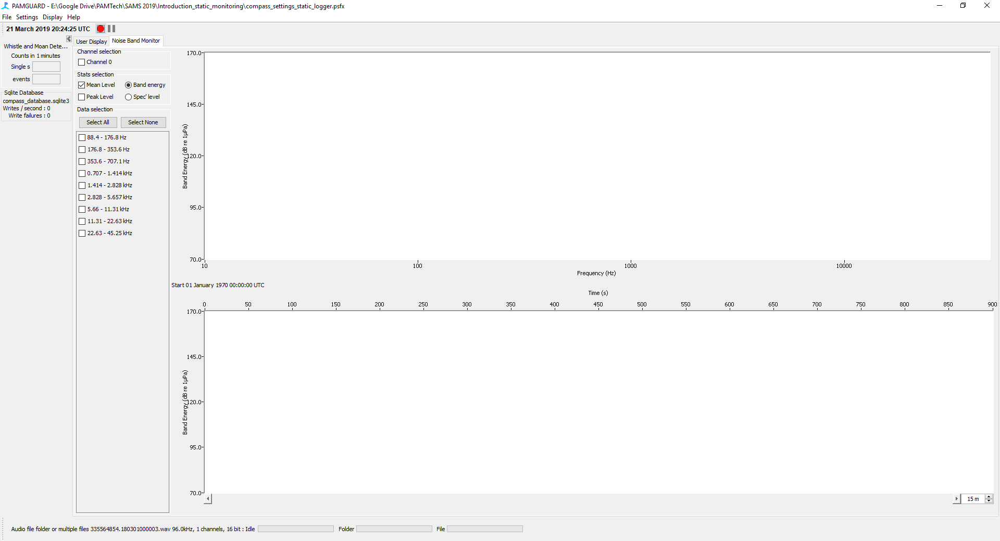 PAMGUARD - E:\Google Drive\PAMTech\SAMS 2019\Introduction_static_monitoring\compass_settings_static_logger.psfx
File Settings Display Help
21 March 2019 20:24:25 UTC
Whistle and Moan Dete...
Counts in 1 minutes
Single s
events
Sqlite Database
compass_database.sqlite3
Writes / second : 0
Write failures : 0
User Display Noise Band Monitor
Channel selection
Channel 0
Stats selection
Mean Level Band energy
Peak Level Spec' level
Data selection
Select All Select None
88.4 - 176.8 Hz
176.8 - 353.6 Hz
353.6 - 707.1 Hz
0.707 - 1.414 kHz
1.414 - 2.828 kHz
2.828 - 5.657 kHz
5.66 - 11.31 kHz
11.31 - 22.63 kHz
22.63 - 45.25 kHz
170.0
145.0
120.0
95.0
70.0
Band Energy (dB re 1µPa)
10 100 1000 10000
Frequency (Hz)
Start 01 January 1970 00:00:00 UTC
Time (s)
0 50 100 150 200 250 300 350 400 450 500 550 600 650 700 750 800 850 900
170.0
145.0
120.0
95.0
70.0
Band Energy (dB re 1µPa)
15 m
Audio file folder or multiple files 335564854.180301000003.wav 96.0kHz, 1 channels, 16 bit : Idle Folder File